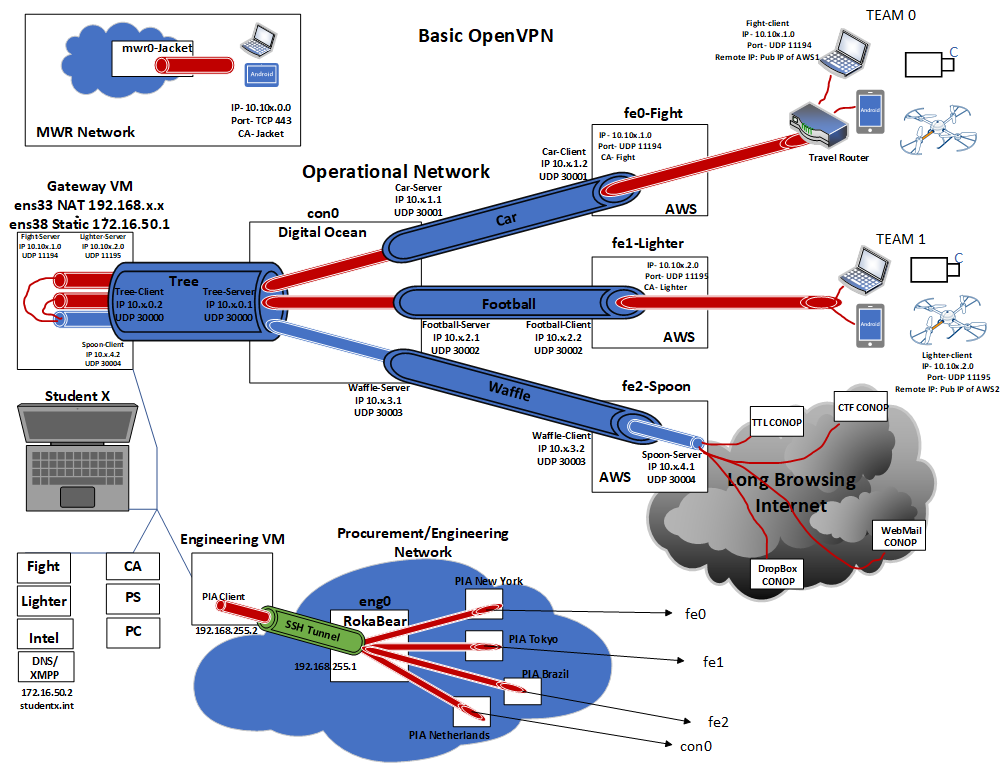 Basic OpenVPN
mwr0-Jacket
Android
IP- 10.10x.0.0
Port- TCP 443
CA- Jacket
MWR Network
Fight-client
IP- 10.10x.1.0
Port- UDP 11194
Remote IP: Pub IP of AWS1
TEAM 0
C
Android
Travel Router
fe0-Fight
IP - 10.10x.1.0
Port- UDP 11194
CA- Fight
AWS
Car-Client
IP 10.x.1.2
UDP 30001
Operational Network
Car-Server
IP 10.x.1.1
UDP 30001
Car
con0
Digital Ocean
Gateway VM
ens33 NAT 192.168.x.x
ens38 Static 172.16.50.1
Fight-Server
IP 10.10x.1.0
UDP 11194
Lighter-Server
IP 10.10x.2.0
UDP 11195
Tree
Tree-Client
IP 10.x.0.2
UDP 30000
Tree-Server
IP 10.x.0.1
UDP 30000
Spoon-Client
IP 10.x.4.2
UDP 30004
fe1-Lighter
IP - 10.10x.2.0
Port- UDP 11195
CA- Lighter
AWS
Football
Football-Server
IP 10.x.2.1
UDP 30002
Football-Client
IP 10.x.2.2
UDP 30002
TEAM 1
C
Android
Lighter-client
IP- 10.10x.2.0
Port- UDP 11195
Remote IP: Pub IP of AWS2
Waffle
Waffle-Server
IP 10.x.3.1
UDP 30003
fe2-Spoon
Waffle-Client
IP 10.x.3.2
UDP 30003
Spoon-Server
IP 10.x.4.1
UDP 30004
AWS
TTL CONOP
CTF CONOP
Long Browsing
Internet
WebMail
CONOP
DropBox
CONOP
Student X
Fight
Lighter
Intel
DNS/
XMPP
172.16.50.2
studentx.int
CA
PS
PC
Engineering VM
PIA Client
192.168.255.2
SSH Tunnel
Procurement/Engineering
Network
eng0
RokaBear
192.168.255.1
PIA New York
PIA Tokyo
PIA Brazil
PIA Netherlands
fe0
fe1
fe2
con0